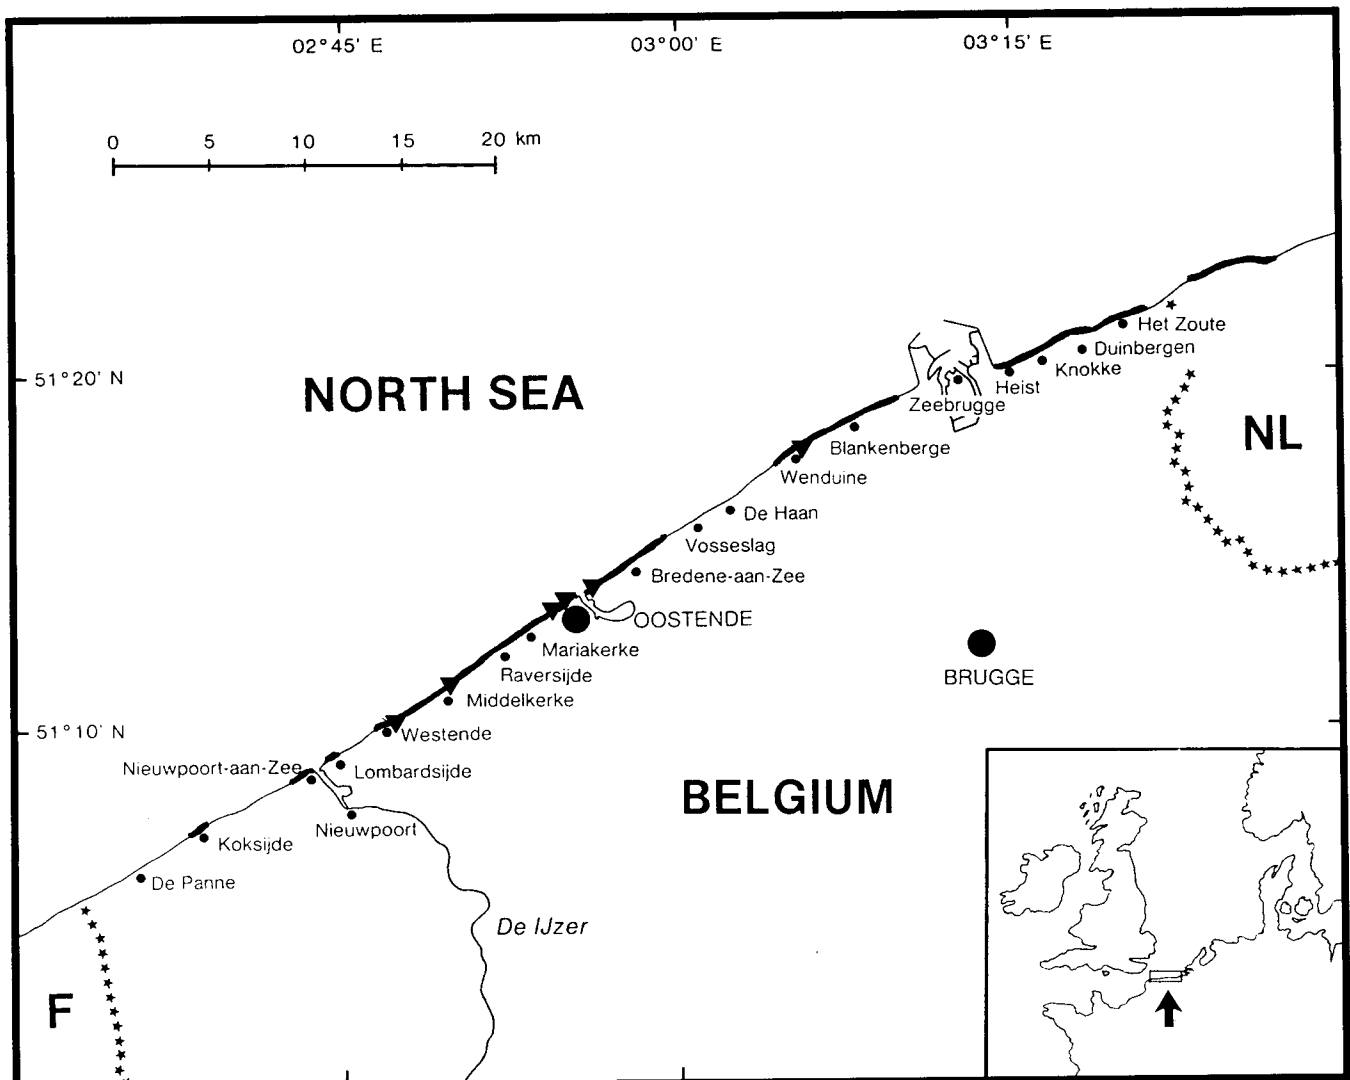 02°45' E
03°00' E
03°15' E
0 5 10 15 20 km
Het Zoute
Duinbergen
Knokke
Heist
51°20' N
NORTH SEA
Zeebrugge
NL
Blankenberge
Wenduine
De Haan
Vosseslag
Bredene-aan-Zee
OOSTENDE
Mariakerke
Raversijde
BRUGGE
Middelkerke
51°10' N
Westende
Nieuwpoort-aan-Zee
Lombardsijde
BELGIUM
Nieuwpoort
Koksijde
De Panne
De IJzer
F